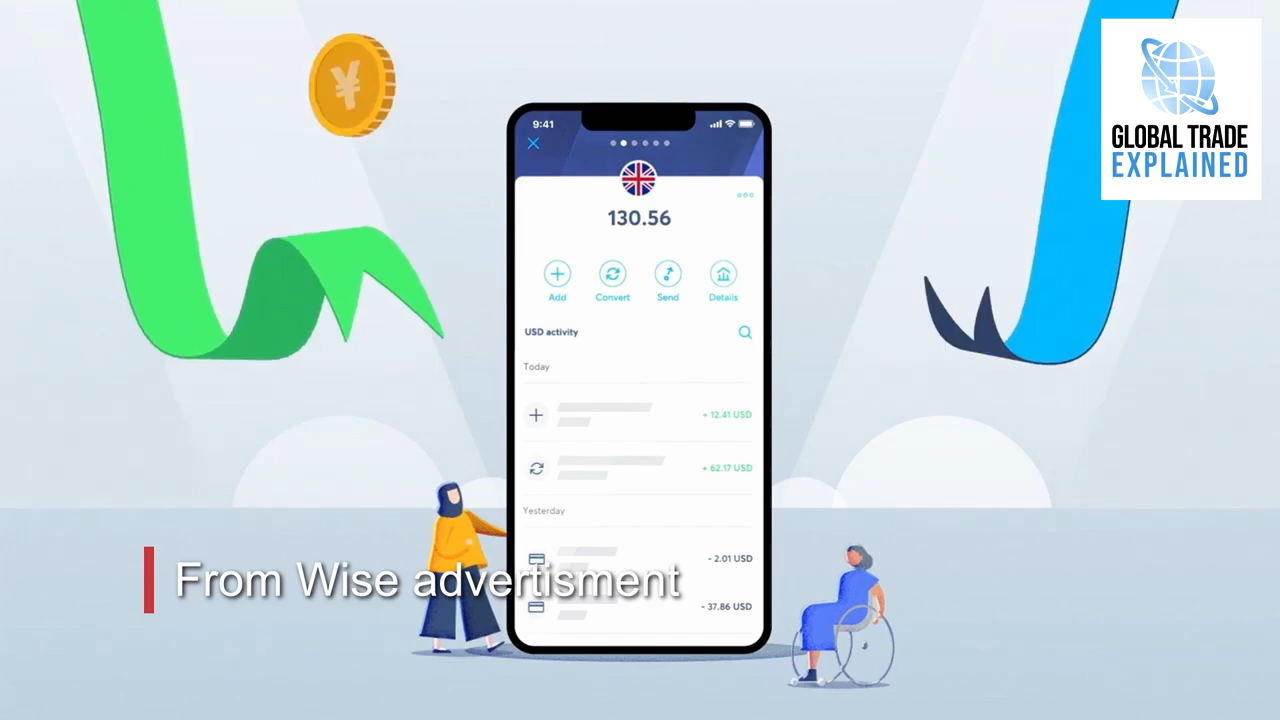 GLOBAL TRADE
EXPLAINED
¥
9:41
130.56
Add Convert Send Details
USD activity
Today
+ 12.41 USD
+ 62.17 USD
Yesterday
- 2.01 USD
From Wise advertisment
- 37.86 USD